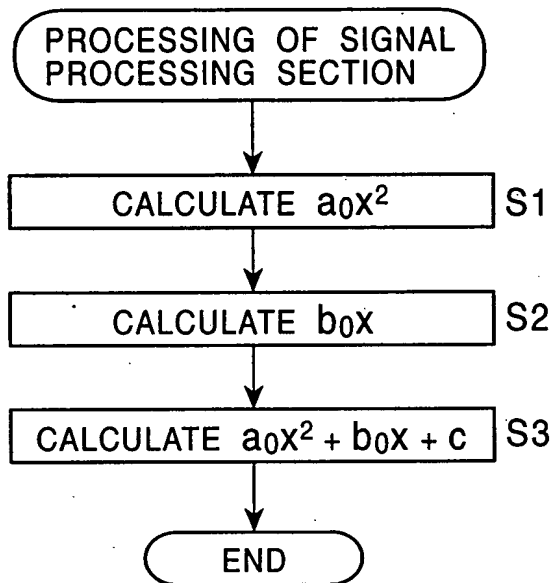 PROCESSING OF SIGNAL
PROCESSING SECTION
CALCULATE a₀x² S1
CALCULATE b₀x S2
CALCULATE a₀x² + b₀x + c S3
END